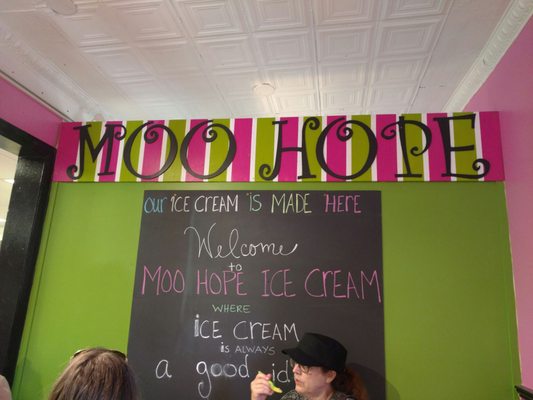 MOO HOPE
OUR ICE CREAM IS MADE HERE
Welcome
to
MOO HOPE ICE CREAM
WHERE
ICE CREAM
IS ALWAYS
a good